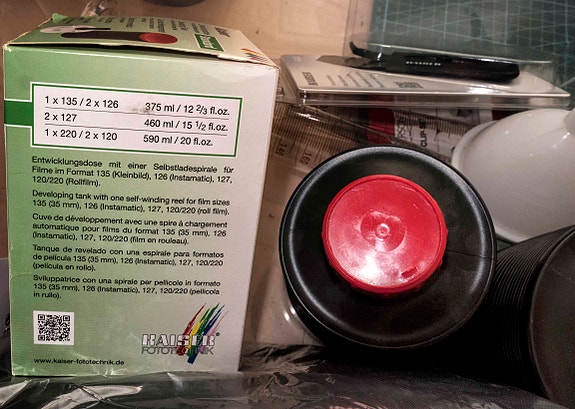 KAISER
1 x 135 / 2 x 126 375 ml / 12 2/3 fl.oz.
2 x 127 460 ml / 15 1/2 fl.oz.
1 x 220 / 2 x 120 590 ml / 20 fl.oz.
Entwicklungsdose mit einer Selbstladespirale für
Filme im Format 135 (Kleinbild), 126 (Instamatic), 127,
120/220 (Rollfilm).
Developing tank with one self-winding reel for film sizes
135 (35 mm), 126 (Instamatic), 127, 120/220 (roll film).
Cuve de développement avec une spire à chargement
automatique pour films du format 135 (35 mm), 126
(Instamatic), 127, 120/220 (film en rouleau).
Tanque de revelado con una espiral para formatos
de película 135 (35 mm), 126 (Instamatic), 127, 120/220
(película en rollo).
Sviluppatrice con una spirale per pellicole in formato
135 (35 mm), 126 (Instamatic), 127, 120/220 (pellicola
in rullo).
KAISER
FOTOTECHNIK
www.kaiser-fototechnik.de